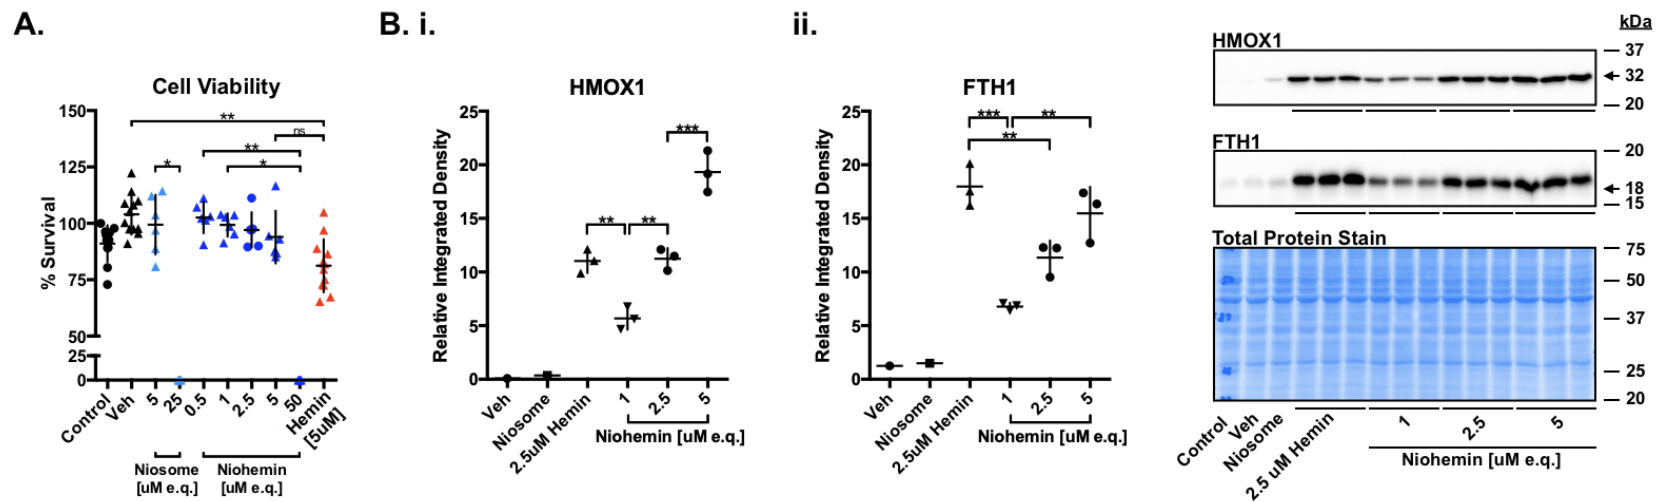 A.
Cell Viability
% Survival
150
125
100
75
50
25
0
**
ns
**
*
*
Control
Veh
5
25
0.5
1
2.5
5
50
Hemin
[5uM]
Niosome
[uM e.q.]
Niohemin
[uM e.q.]
B. i.
HMOX1
Relative Integrated Density
25
20
15
10
5
0
***
**
**
Veh
Niosome
2.5uM Hemin
1
2.5
5
Niohemin [uM e.q.]
ii.
FTH1
Relative Integrated Density
25
20
15
10
5
0
***
**
**
Veh
Niosome
2.5uM Hemin
1
2.5
5
Niohemin [uM e.q.]
kDa
HMOX1
37
32
20
FTH1
20
18
15
Total Protein Stain
75
50
37
25
20
Control
Veh
Niosome
2.5 uM Hemin
1
2.5
5
Niohemin [uM e.q.]